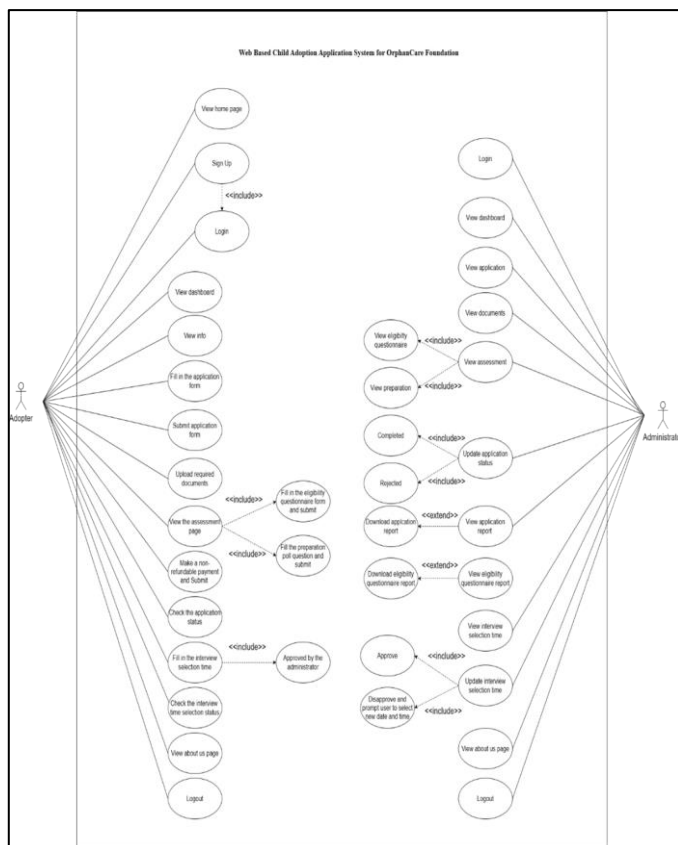 Web Based Child Adoption Application System for OrphanCare Foundation
View home page
Sign Up
<<include>>
Login
View dashboard
View info
Fill in the application
form
Submit application
form
Upload required
documents
View the assessment
page
<<include>>
Fill in the eligibility
questionnaire form and
submit
<<include>>
Fill the preparation
poll question and
submit
Make a non-
refundable payment
and Submit
Check the application
status
Fill in the interview
selection time
<<include>>
Approved by the
administrator
Check the interview
time selection status
View about us page
Logout
Adopter
Login
View dashboard
View application
View documents
View eligibilty
questionnaire
<<include>>
View assessment
View preparation
<<include>>
Completed
<<include>>
Update application
status
Rejected
<<include>>
Download application
report
<<extend>>
View application
report
Download eligibility
questionnaire report
<<extend>>
View eligibility
questionnaire report
View interview
selection time
Approve
<<include>>
Update interview
selection time
Disapprove and
prompt user to select
new date and time
<<include>>
View about us page
Logout
Administrator